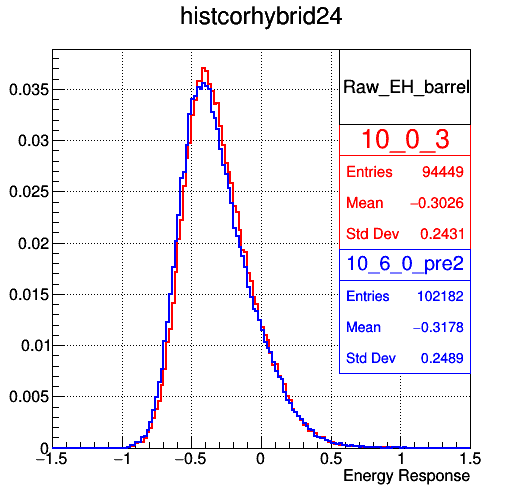 histcorhybrid24
Raw_EH_barrel
10_0_3
Entries 94449
Mean −0.3026
Std Dev 0.2431
10_6_0_pre2
Entries 102182
Mean −0.3178
Std Dev 0.2489
0.035
0.03
0.025
0.02
0.015
0.01
0.005
0
−1.5 −1 −0.5 0 0.5 1 1.5
Energy Response